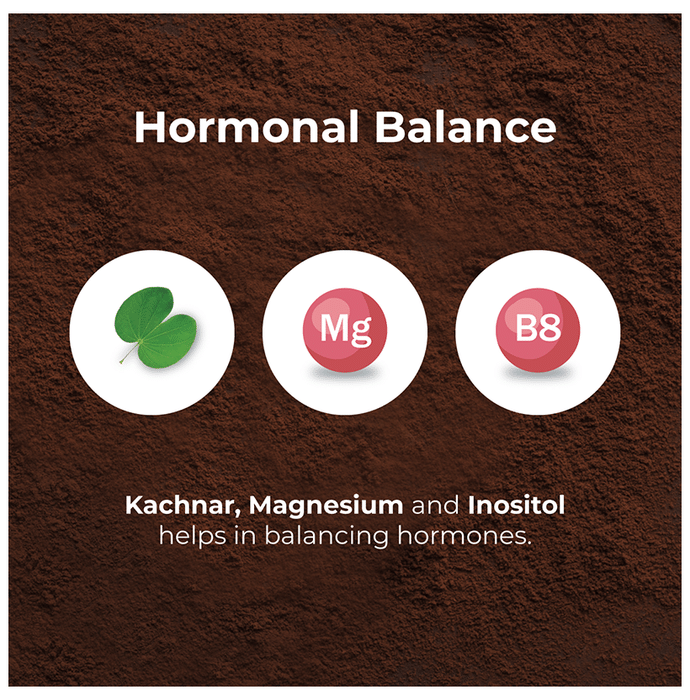 Hormonal Balance
Mg
B8
Kachnar, Magnesium and Inositol
helps in balancing hormones.